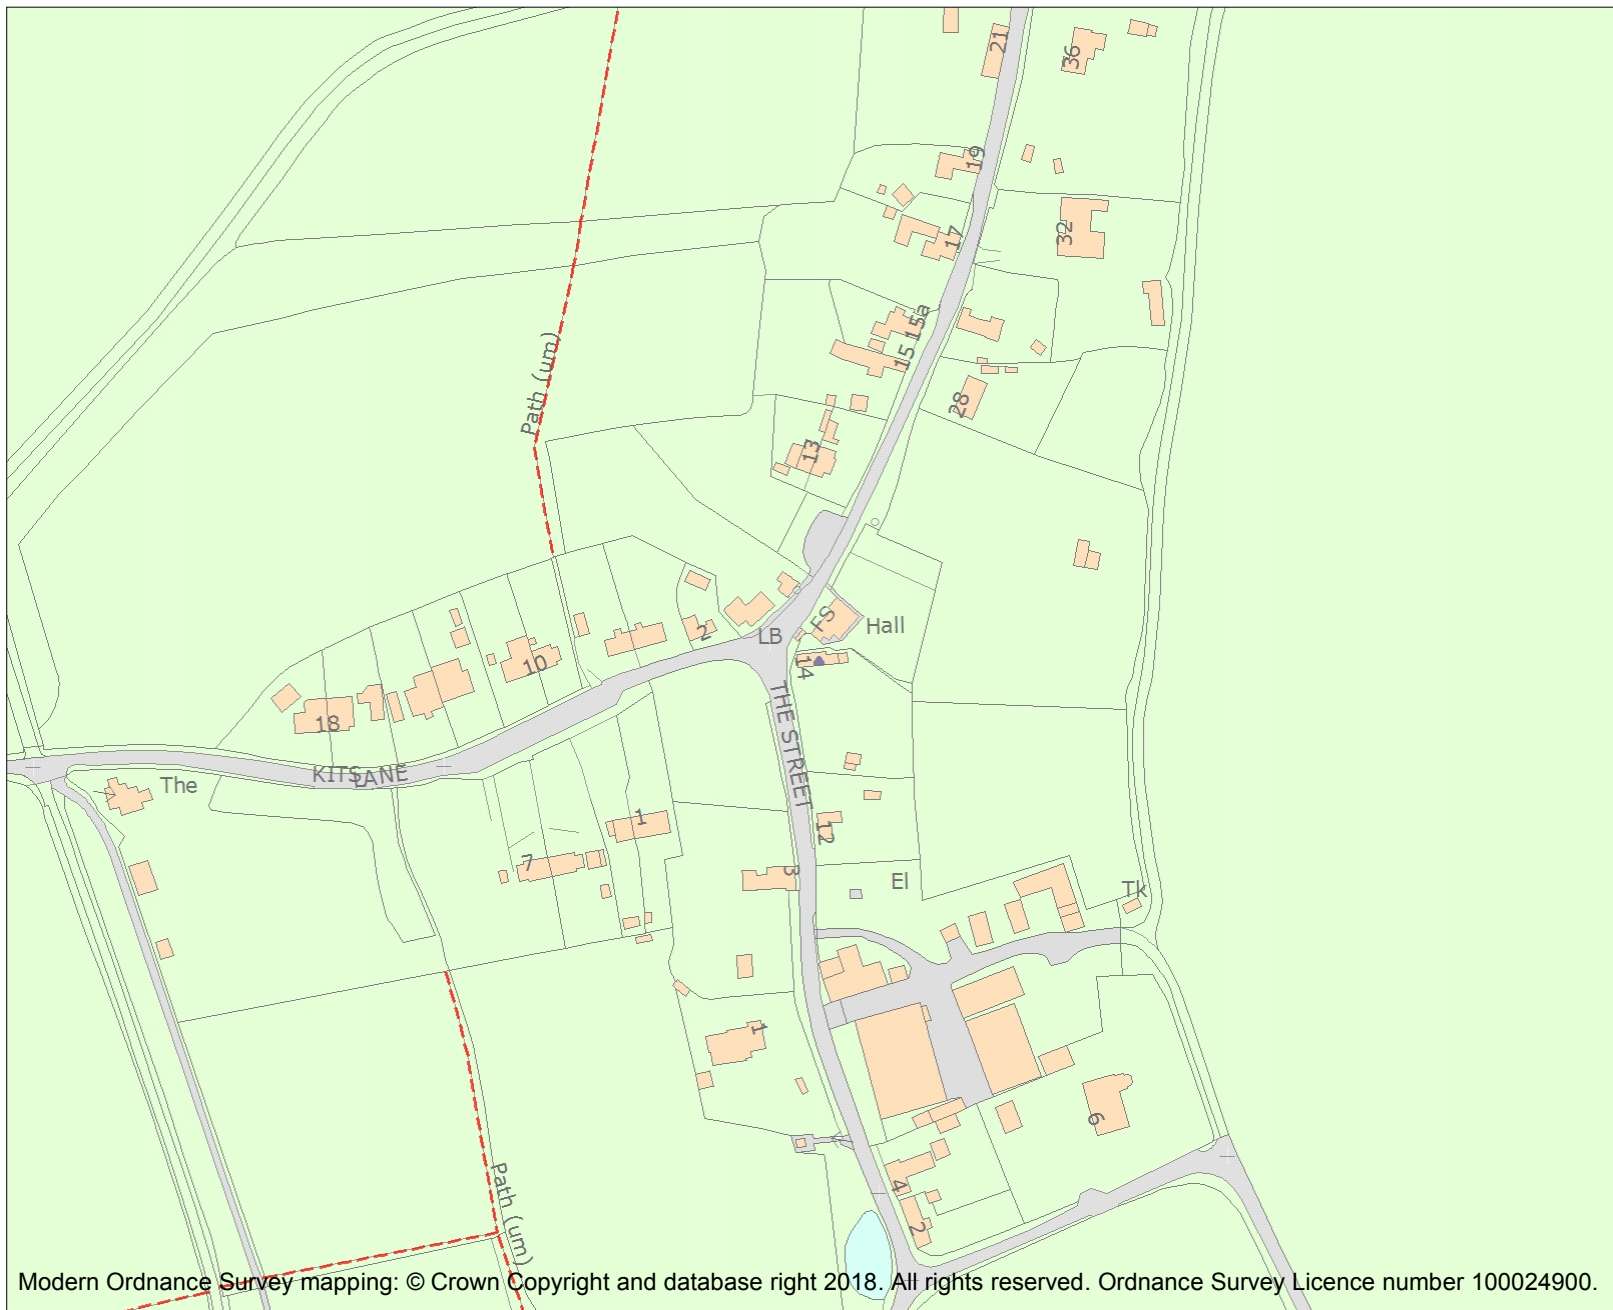 21
36
19
32
17
15a
15
Path (um)
28
13
FS
Hall
LB
2
14
10
18
THE STREET
KITS LANE
The
1
12
7
3
El
Tk
1
6
Path (um)
4
2
Modern Ordnance Survey mapping: © Crown Copyright and database right 2018. All rights reserved. Ordnance Survey Licence number 100024900.